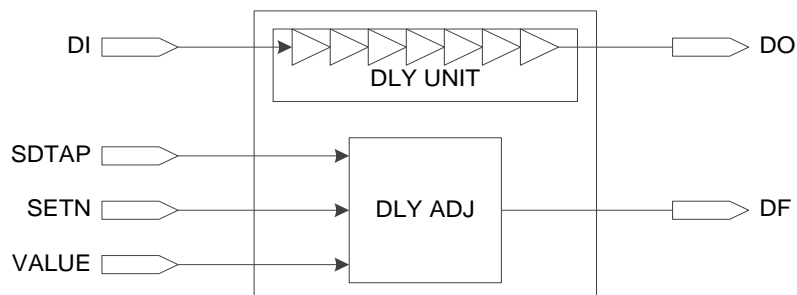 DI
DO
DLY UNIT
SDTAP
SETN
DLY ADJ
DF
VALUE